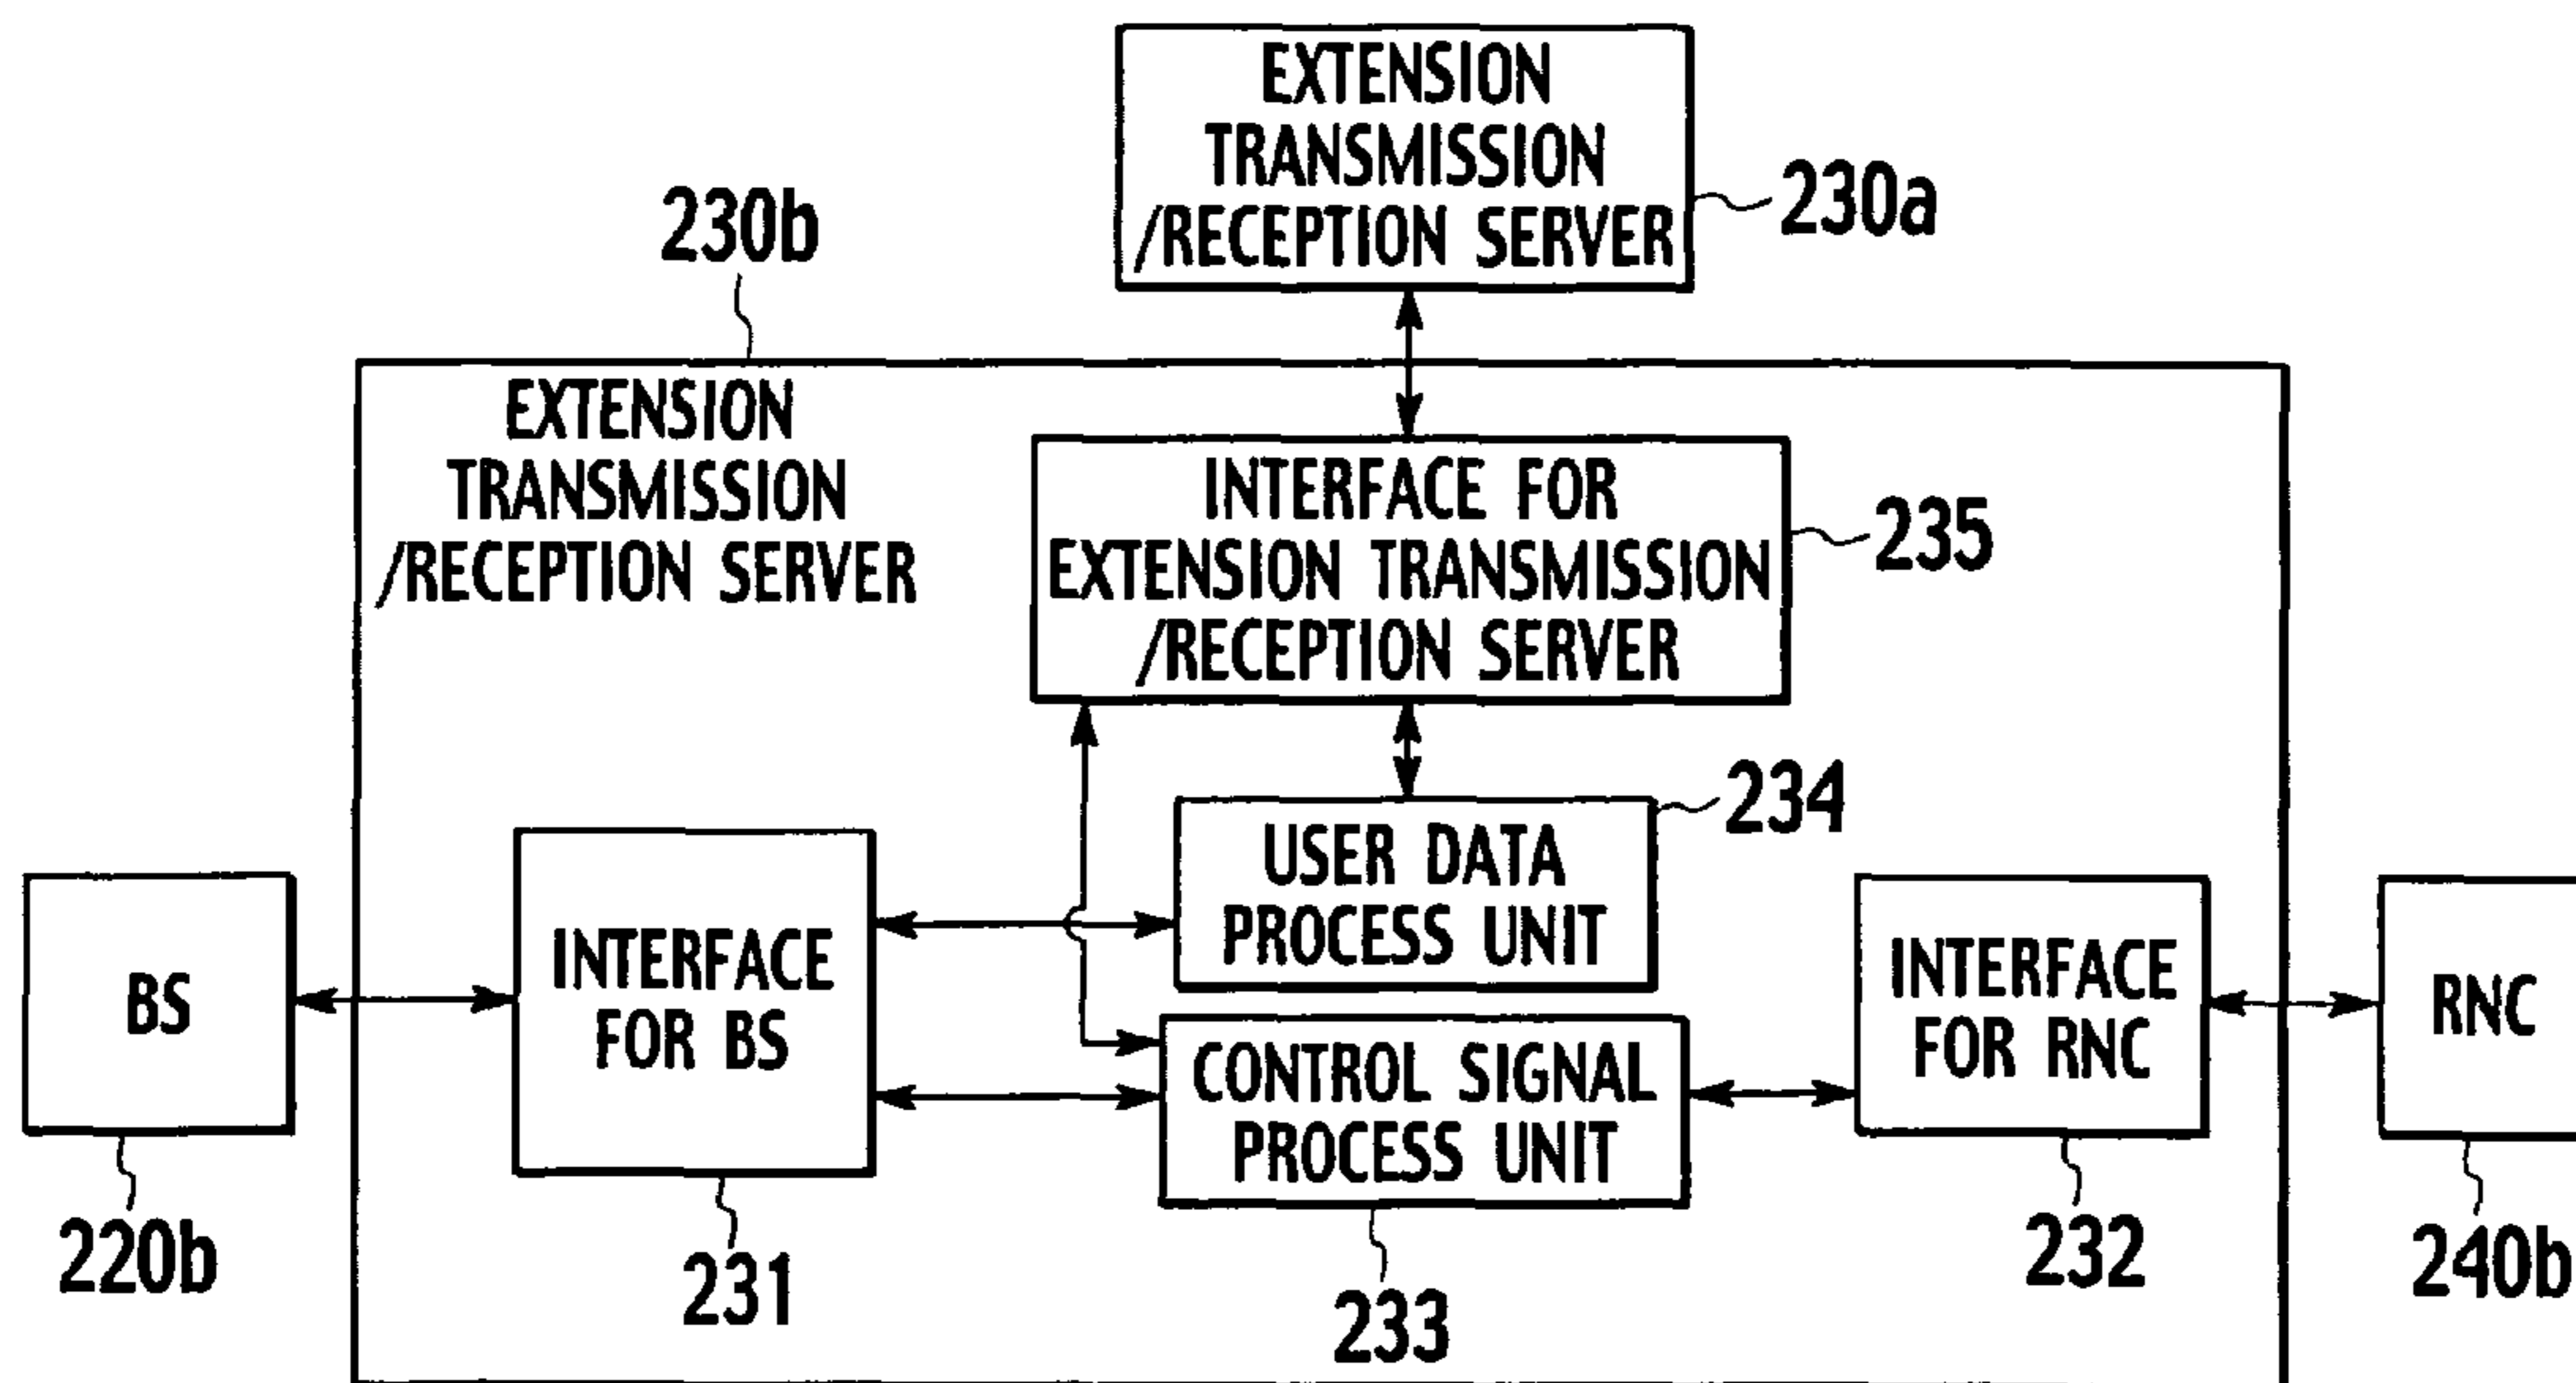 EXTENSION
TRANSMISSION
/RECEPTION SERVER
230a
230b
EXTENSION
TRANSMISSION
/RECEPTION SERVER
INTERFACE FOR
EXTENSION TRANSMISSION
/RECEPTION SERVER
235
234
USER DATA
PROCESS UNIT
BS
INTERFACE
FOR BS
CONTROL SIGNAL
PROCESS UNIT
INTERFACE
FOR RNC
RNC
220b
231
233
232
240b